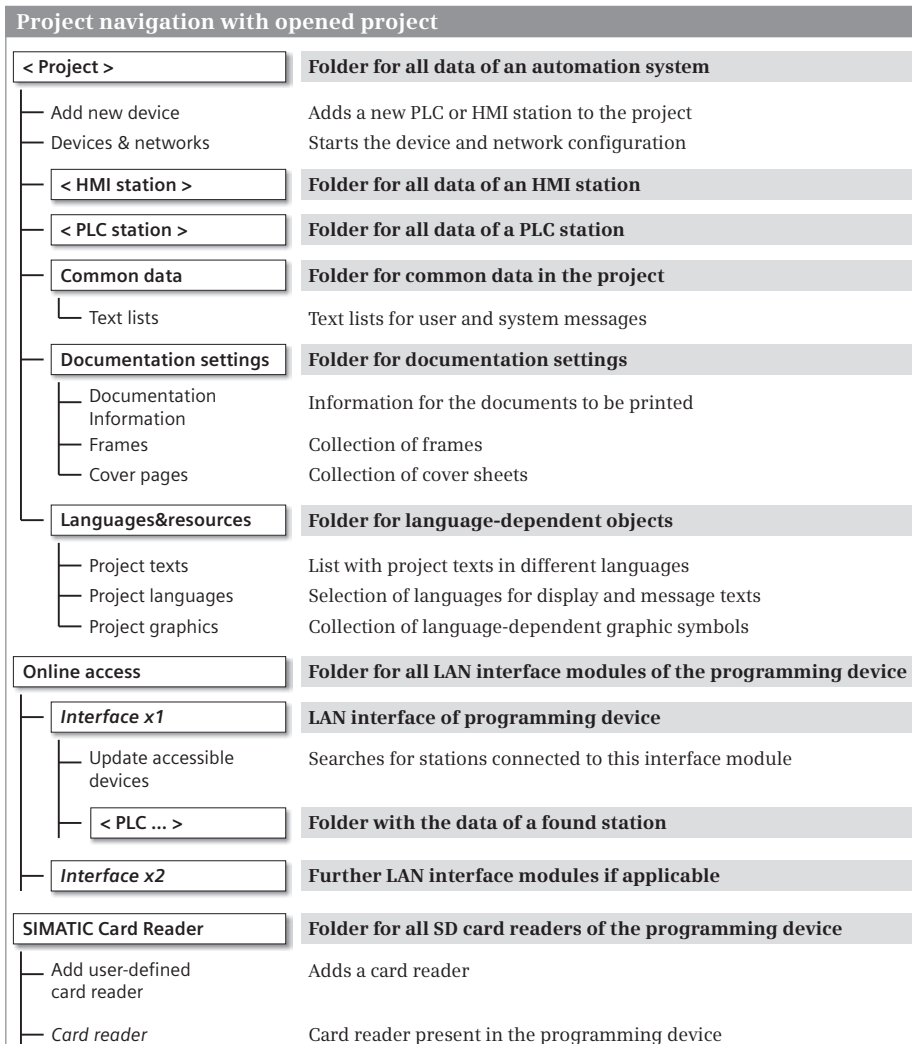 Project navigation with opened project
< Project > Folder for all data of an automation system
Add new device Adds a new PLC or HMI station to the project
Devices & networks Starts the device and network configuration
< HMI station > Folder for all data of an HMI station
< PLC station > Folder for all data of a PLC station
Common data Folder for common data in the project
Text lists Text lists for user and system messages
Documentation settings Folder for documentation settings
Documentation
Information Information for the documents to be printed
Frames Collection of frames
Cover pages Collection of cover sheets
Languages&resources Folder for language-dependent objects
Project texts List with project texts in different languages
Project languages Selection of languages for display and message texts
Project graphics Collection of language-dependent graphic symbols
Online access Folder for all LAN interface modules of the programming device
Interface x1 LAN interface of programming device
Update accessible
devices Searches for stations connected to this interface module
< PLC ... > Folder with the data of a found station
Interface x2 Further LAN interface modules if applicable
SIMATIC Card Reader Folder for all SD card readers of the programming device
Add user-defined
card reader Adds a card reader
Card reader Card reader present in the programming device